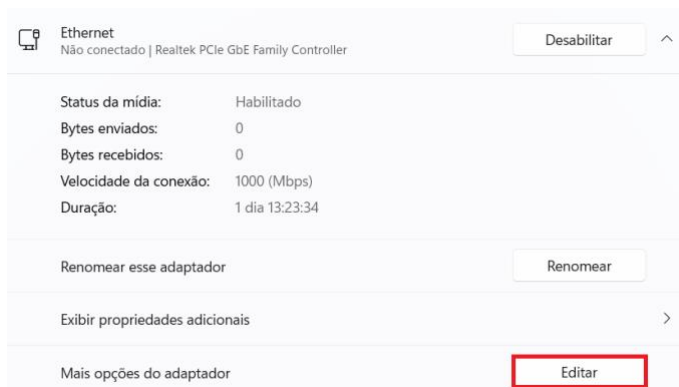 Ethernet
Desabilitar
Não conectado | Realtek PCIe GbE Family Controller
Status da mídia: Habilitado
Bytes enviados: 0
Bytes recebidos: 0
Velocidade da conexão: 1000 (Mbps)
Duração: 1 dia 13:23:34
Renomear esse adaptador Renomear
Exibir propriedades adicionais
Mais opções do adaptador Editar